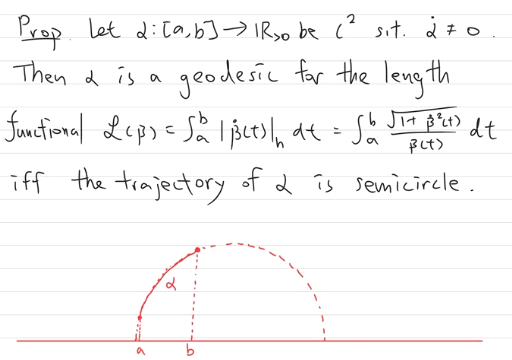 Prop. Let α: [a,b] → ℝ>0 be C² s.t. α̇ ≠ 0.
Then α is a geodesic for the length
functional ℒ(β) = ∫ₐᵇ |β̇(t)|ₕ dt = ∫ₐᵇ √(1+β̇²(t)) / β(t) dt
iff the trajectory of α is semicircle.
α
a b